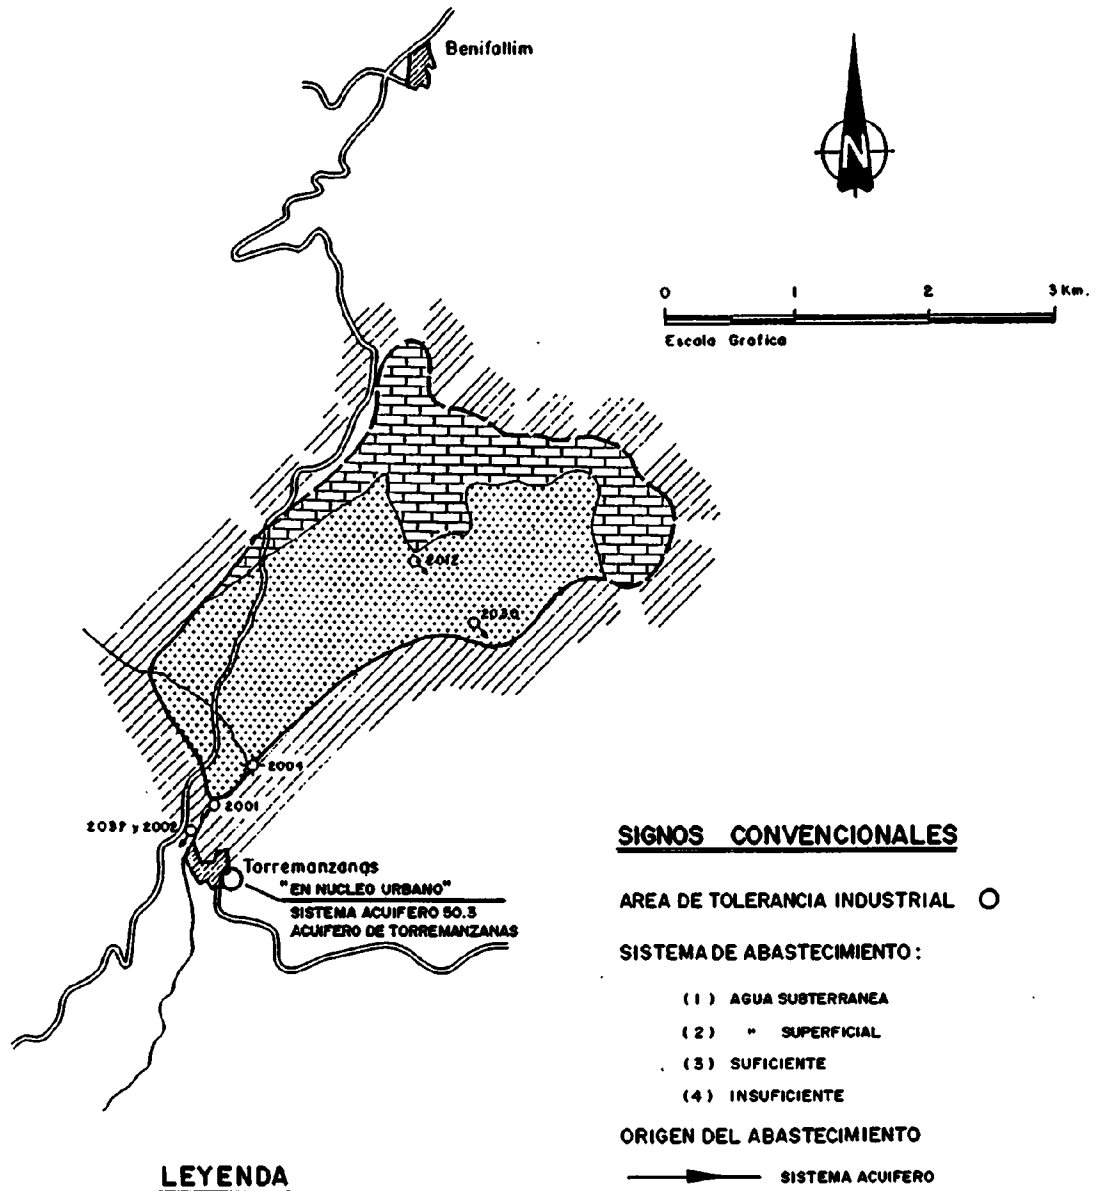 Benifallim
N
0 1 2 3 Km.
Escala Grafica
2012
2030
2004
2001
2037 y 2002
Torremanzanas
"EN NUCLEO URBANO"
SISTEMA ACUIFERO 50.3
ACUIFERO DE TORREMANZANAS
SIGNOS CONVENCIONALES
AREA DE TOLERANCIA INDUSTRIAL
SISTEMA DE ABASTECIMIENTO :
(1) AGUA SUBTERRANEA
(2) " SUPERFICIAL
(3) SUFICIENTE
(4) INSUFICIENTE
ORIGEN DEL ABASTECIMIENTO
SISTEMA ACUIFERO
LEYENDA